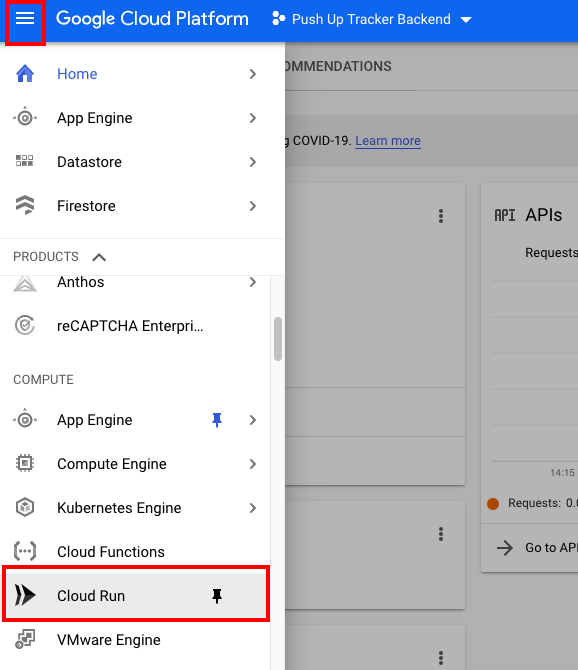 Google Cloud Platform
Push Up Tracker Backend
Home
App Engine
Datastore
Firestore
PRODUCTS
Anthos
reCAPTCHA Enterpri...
COMPUTE
App Engine
Compute Engine
Kubernetes Engine
Cloud Functions
Cloud Run
VMware Engine
OMMENDATIONS
g COVID-19. Learn more
API APIs
Requests
14:15
Requests: 0.0
Go to API